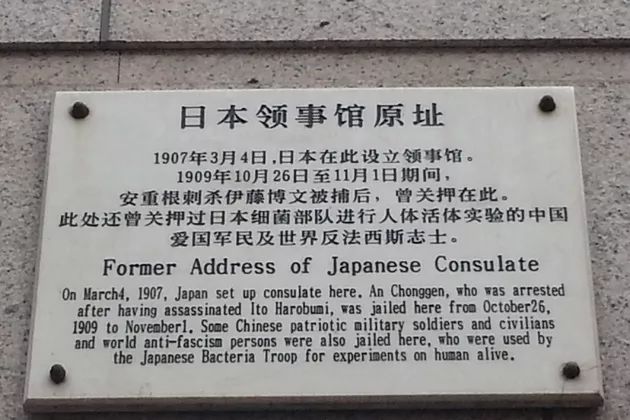 日本领事馆原址
1907年3月4日,日本在此设立领事馆。
1909年10月26日至11月1日期间,
安重根刺杀伊藤博文被捕后，曾关押在此。
此处还曾关押过日本细菌部队进行人体活体实验的中国
爱国军民及世界反法西斯志士。
Former Address of Japanese Consulate
On March4, 1907, Japan set up consulate here. An Chonggen, who was arrested
after having assassinated Ito Harobumi, was jailed here from October26,
1909 to November1. Some Chinese patriotic military soldiers and civilians
and world anti-fascism persons were also jailed here, who were used by
the Japanese Bacteria Troop for experiments on human alive.